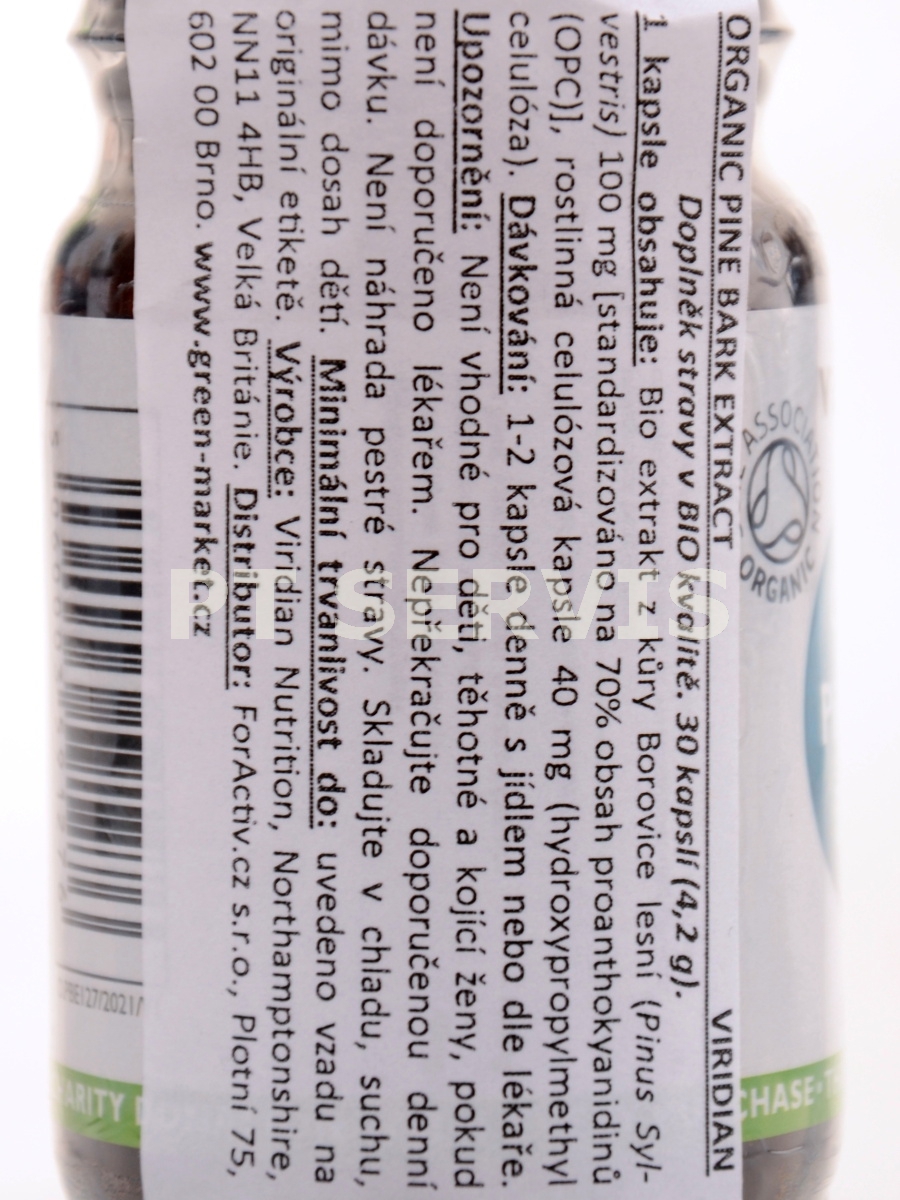 ORGANIC PINE BARK EXTRACT VIRIDIAN
Doplněk stravy v BIO kvalitě. 30 kapslí (4,2 g).
1 kapsle obsahuje: Bio extrakt z kůry Borovice lesní (Pinus Syl-
vestris) 100 mg [standardizováno na 70% obsah proanthokyanidinů
(OPC)], rostlinná celulózová kapsle 40 mg (hydroxypropylmethyl
celulóza). Dávkování: 1-2 kapsle denně s jídlem nebo dle lékaře.
Upozornění: Není vhodné pro děti, těhotné a kojící ženy, pokud
není doporučeno lékařem. Nepřekračujte doporučenou denní
dávku. Není náhrada pestré stravy. Skladujte v chladu, suchu,
mimo dosah dětí. Minimální trvanlivost do: uvedeno vzadu na
originální etiketě. Výrobce: Viridian Nutrition, Northamptonshire,
NN11 4HB, Velká Británie. Distributor: ForActiv.cz s.r.o., Plotní 75,
602 00 Brno. www.green-market.cz
PT SERVIS
ASSOCIATION
ORGANIC
ARITY
CHASE